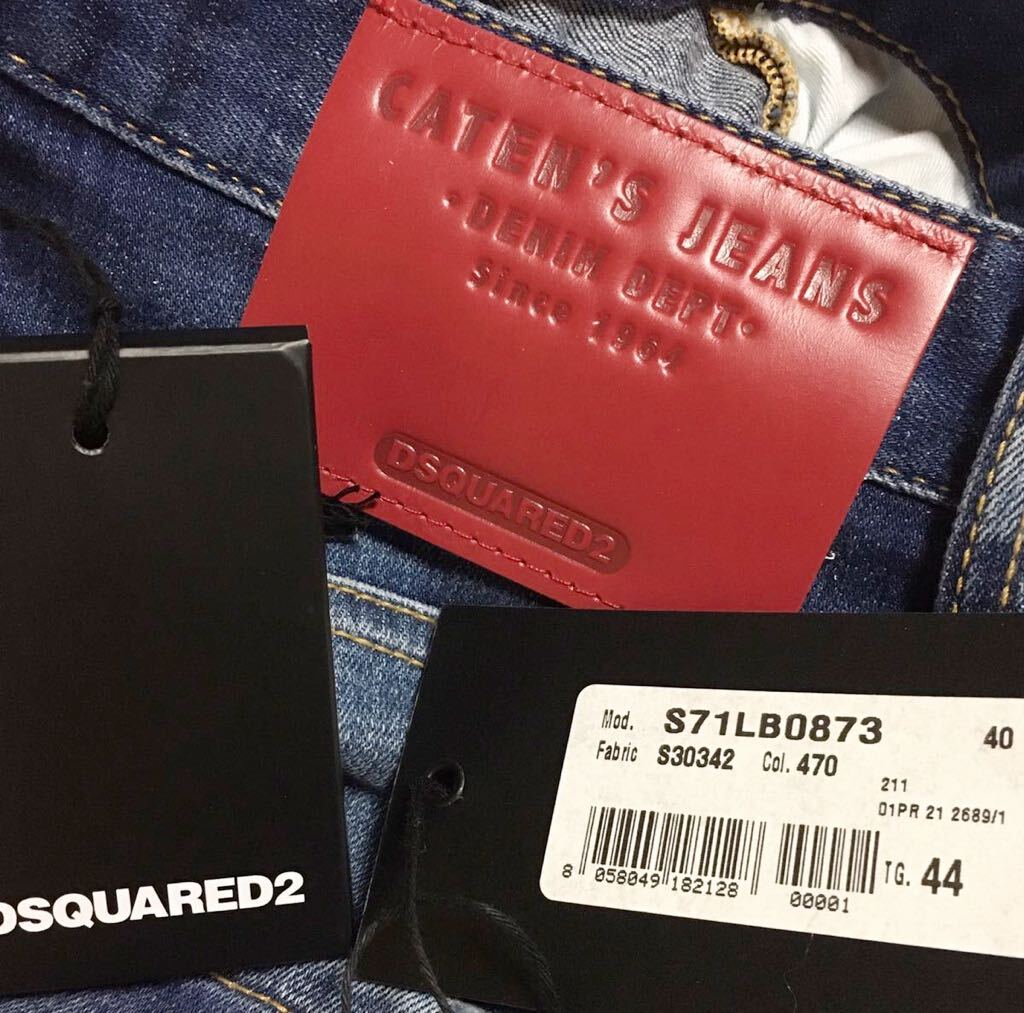 CATEN'S JEANS
·DENIM DEPT·
Since 1964
DSQUARED2
DSQUARED2
Mod. S71LB0873 40
Fabric S30342 Col. 470
211
01PR 21 2689/1
8 058049 182128 00001
TG. 44